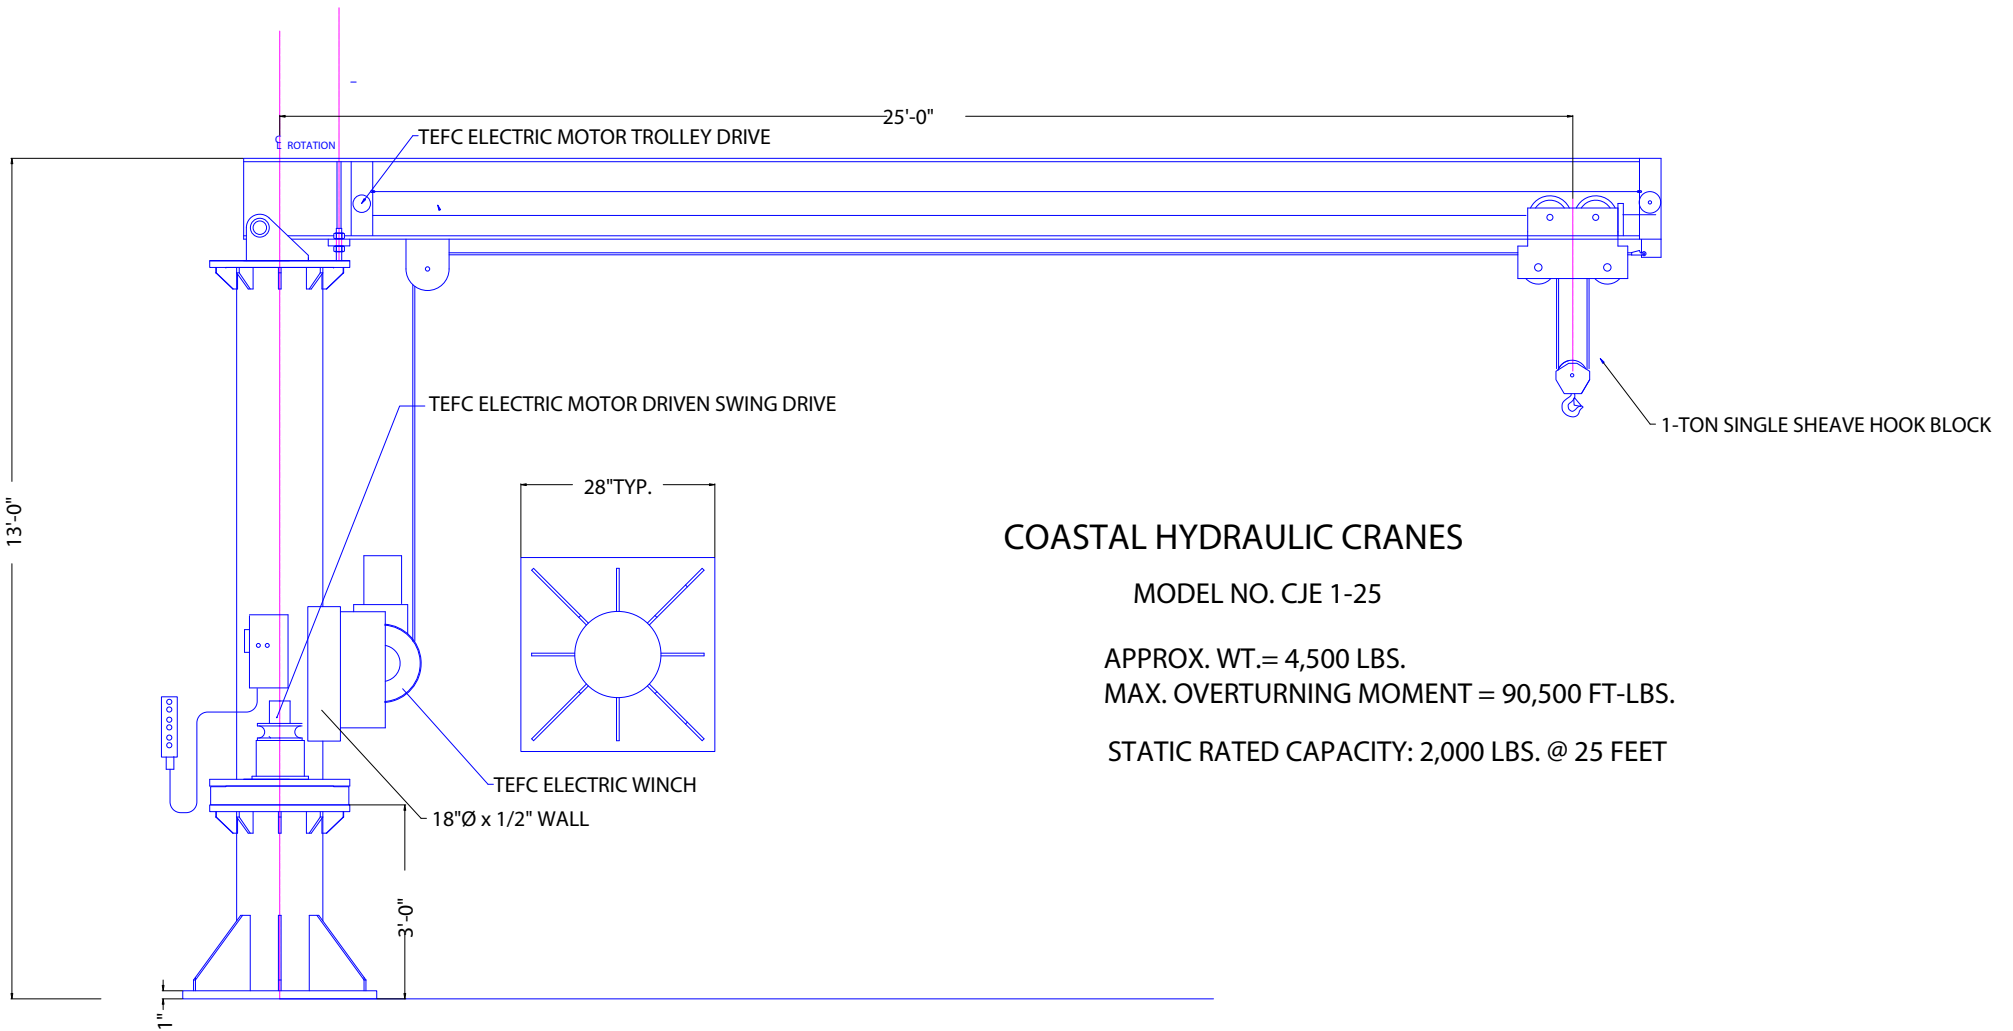 25'-0"
TEFC ELECTRIC MOTOR TROLLEY DRIVE
℄ ROTATION
TEFC ELECTRIC MOTOR DRIVEN SWING DRIVE
1-TON SINGLE SHEAVE HOOK BLOCK
13'-0"
28"TYP.
COASTAL HYDRAULIC CRANES
MODEL NO. CJE 1-25
APPROX. WT.= 4,500 LBS.
MAX. OVERTURNING MOMENT = 90,500 FT-LBS.
STATIC RATED CAPACITY: 2,000 LBS. @ 25 FEET
TEFC ELECTRIC WINCH
18"Ø x 1/2" WALL
3'-0"
1"